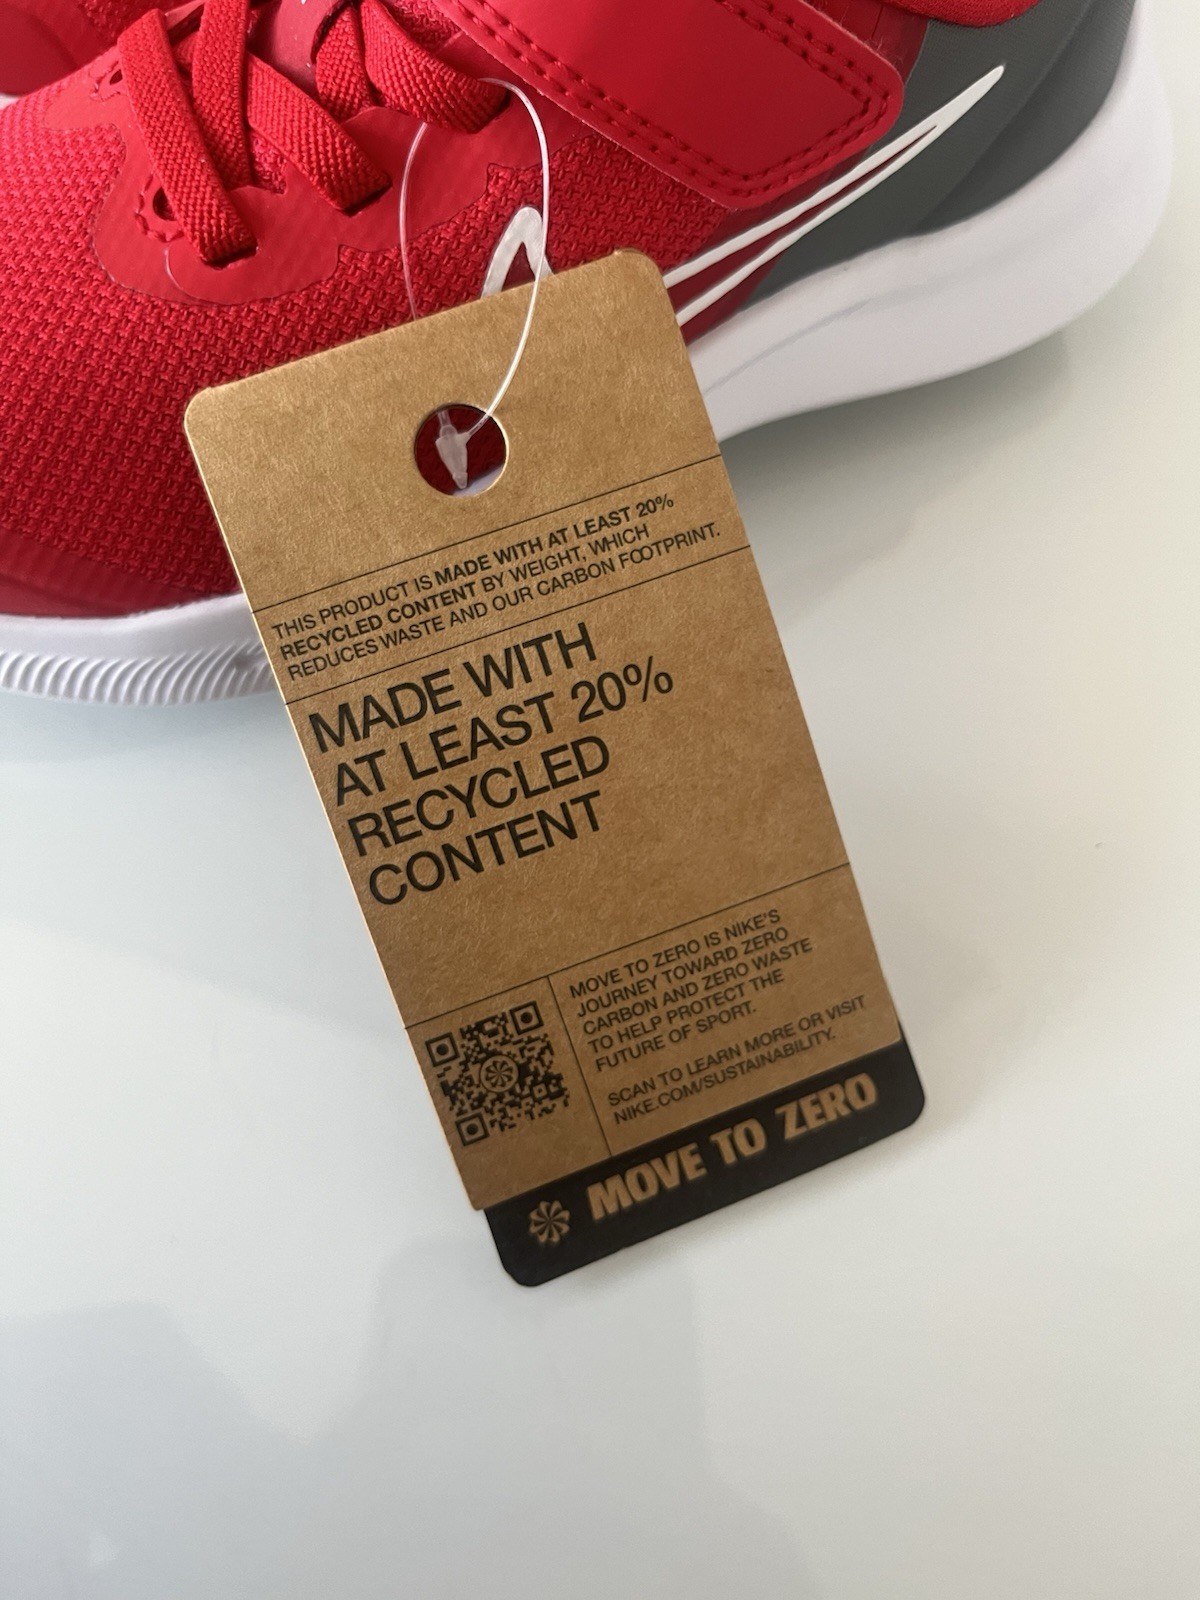 THIS PRODUCT IS MADE WITH AT LEAST 20%
RECYCLED CONTENT BY WEIGHT, WHICH
REDUCES WASTE AND OUR CARBON FOOTPRINT.
MADE WITH
AT LEAST 20%
RECYCLED
CONTENT
MOVE TO ZERO IS NIKE'S
JOURNEY TOWARD ZERO
CARBON AND ZERO WASTE
TO HELP PROTECT THE
FUTURE OF SPORT.
SCAN TO LEARN MORE OR VISIT
NIKE.COM/SUSTAINABILITY.
MOVE TO ZERO